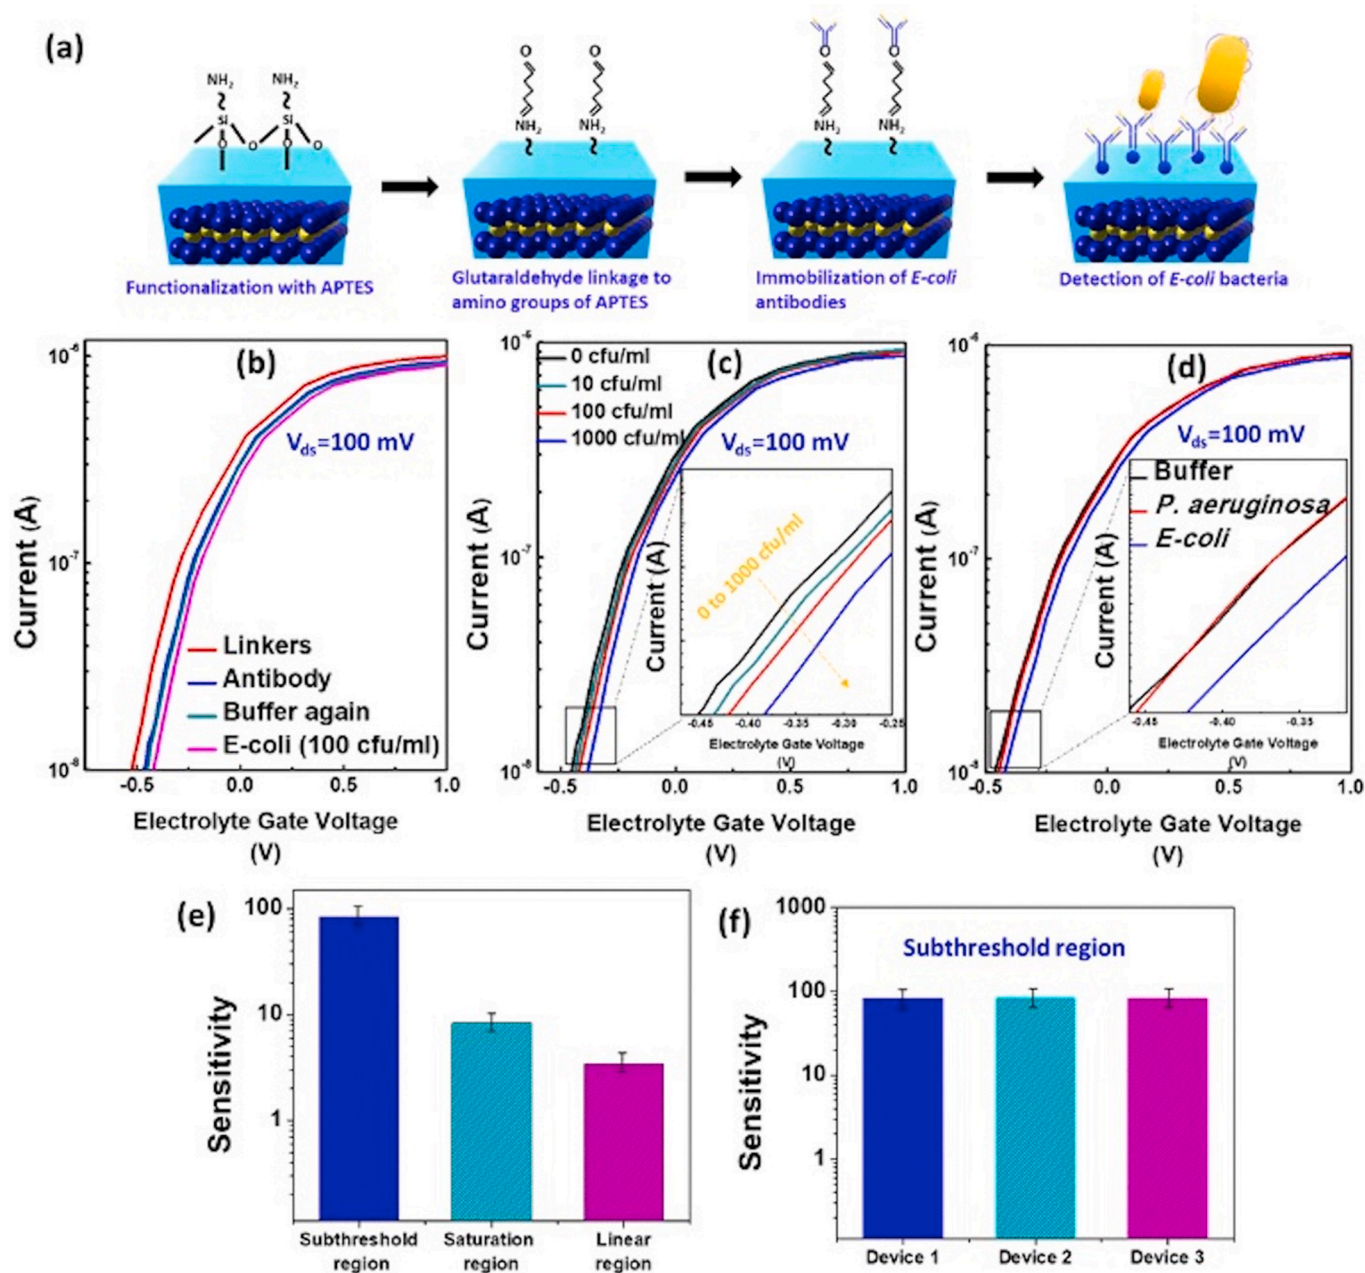 (a)
NH2
NH2
Si
Si
O
O
O
O
O
O
NH2
NH2
O
O
NH2
NH2
Functionalization with APTES
Glutaraldehyde linkage to
amino groups of APTES
Immobilization of E-coli
antibodies
Detection of E-coli bacteria
(b)
10-6
10-7
10-8
Current (A)
Vds=100 mV
Linkers
Antibody
Buffer again
E-coli (100 cfu/ml)
-0.5
0.0
0.5
1.0
Electrolyte Gate Voltage
(V)
(c)
10-6
10-7
10-8
Current (A)
0 cfu/ml
10 cfu/ml
100 cfu/ml
1000 cfu/ml
Vds=100 mV
Current (A)
0 to 1000 cfu/ml
-0.45
-0.40
-0.35
-0.30
-0.25
Electrolyte Gate Voltage
(V)
-0.5
0.0
0.5
1.0
Electrolyte Gate Voltage
(V)
(d)
10-6
10-7
10-8
Current (A)
Vds=100 mV
Buffer
P. aeruginosa
E-coli
Current (A)
-0.45
-0.40
-0.35
Electrolyte Gate Voltage
(V)
-0.5
0.0
0.5
1.0
Electrolyte Gate Voltage
(V)
(e)
100
10
1
Sensitivity
Subthreshold
region
Saturation
region
Linear
region
(f)
1000
100
10
1
Sensitivity
Subthreshold region
Device 1
Device 2
Device 3